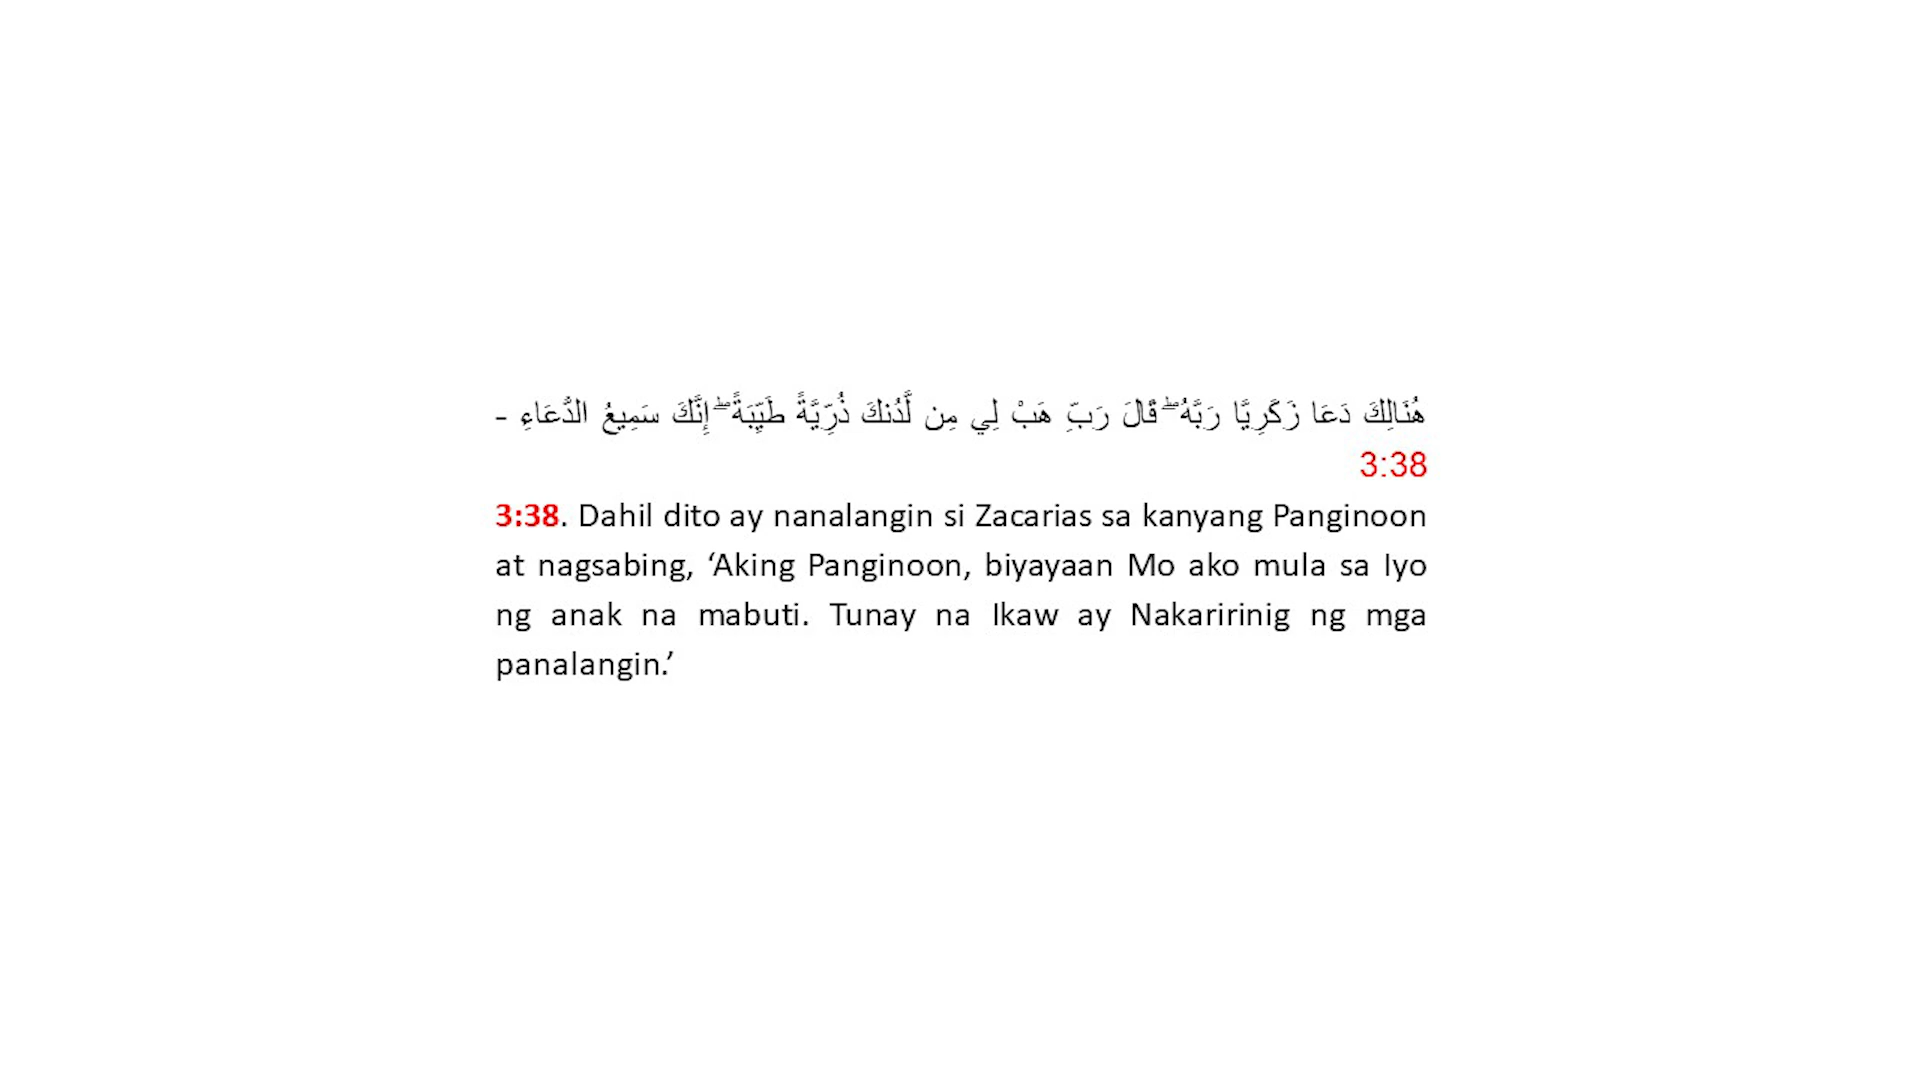 هُنَالِكَ دَعَا زَكَرِيَّا رَبَّهُ ۖ قَالَ رَبِّ هَبْ لِي مِن لَّدُنكَ ذُرِّيَّةً طَيِّبَةً ۖ إِنَّكَ سَمِيعُ الدُّعَاءِ -
3:38
3:38. Dahil dito ay nanalangin si Zacarias sa kanyang Panginoon
at nagsabing, ‘Aking Panginoon, biyayaan Mo ako mula sa Iyo
ng anak na mabuti. Tunay na Ikaw ay Nakaririnig ng mga
panalangin.’